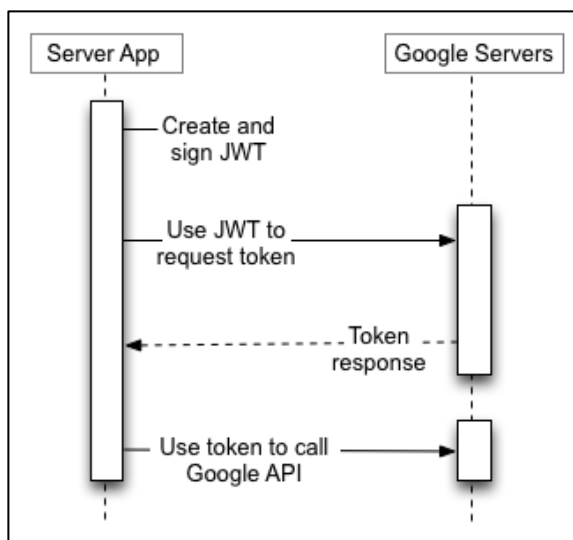 Server App
Google Servers
Create and
sign JWT
Use JWT to
request token
Token
response
Use token to call
Google API